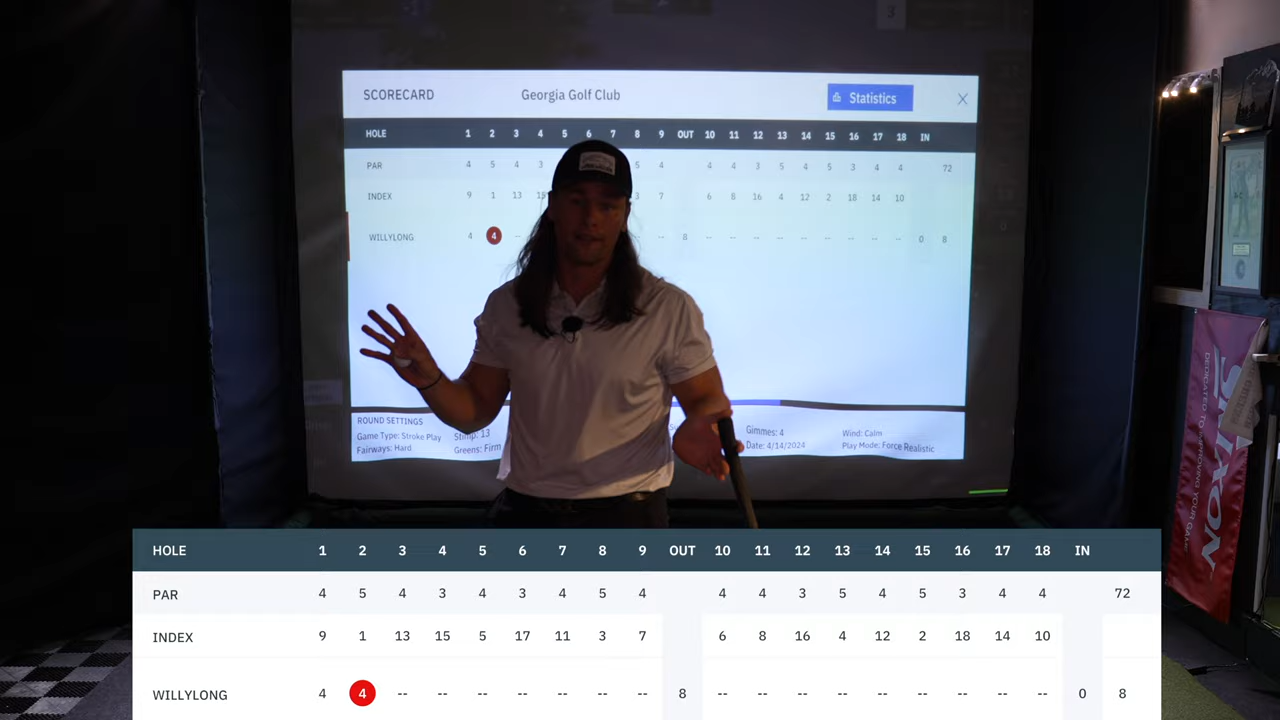 3
SCORECARD Georgia Golf Club Statistics X
HOLE 1 2 3 4 5 6 7 8 9 OUT 10 11 12 13 14 15 16 17 18 IN
PAR 4 5 4 3 5 4 4 4 3 5 4 5 3 4 4 72
INDEX 9 1 13 15 3 7 6 8 16 4 12 2 18 14 10
WILLYLONG 4 4 -- -- 8 -- -- -- -- -- -- -- -- -- 0 8
ROUND SETTINGS
Game Type: Stroke Play Stimp: 13 Gimmes: 4 Wind: Calm
Fairways: Hard Greens: Firm Date: 4/14/2024 Play Mode: Force Realistic
DEDICATED TO IMPROVING YOUR GAME
SRIXON
HOLE 1 2 3 4 5 6 7 8 9 OUT 10 11 12 13 14 15 16 17 18 IN
PAR 4 5 4 3 4 3 4 5 4 4 4 3 5 4 5 3 4 4 72
INDEX 9 1 13 15 5 17 11 3 7 6 8 16 4 12 2 18 14 10
WILLYLONG 4 4 -- -- -- -- -- -- -- 8 -- -- -- -- -- -- -- -- -- 0 8